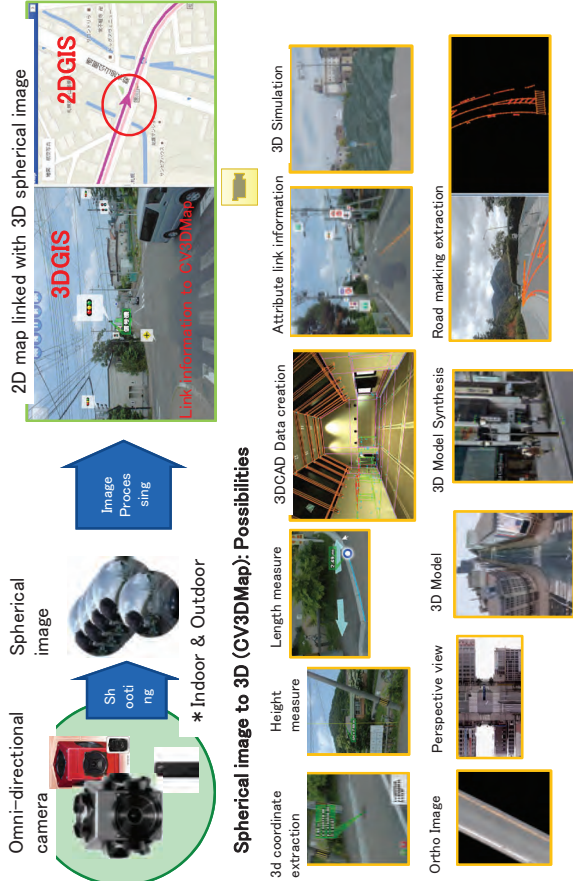 Omni-directional
camera
Sh
ooti
ng
Spherical
image
Image
Proces
sing
2D map linked with 3D spherical image
3DGIS
2DGIS
Link information to CV3DMap
＊Indoor & Outdoor
Spherical image to 3D (CV3DMap): Possibilities
3d coordinate
extraction
Height
measure
Length measure
3DCAD Data creation
Attribute link information
3D Simulation
Ortho Image
Perspective view
3D Model
3D Model Synthesis
Road marking extraction